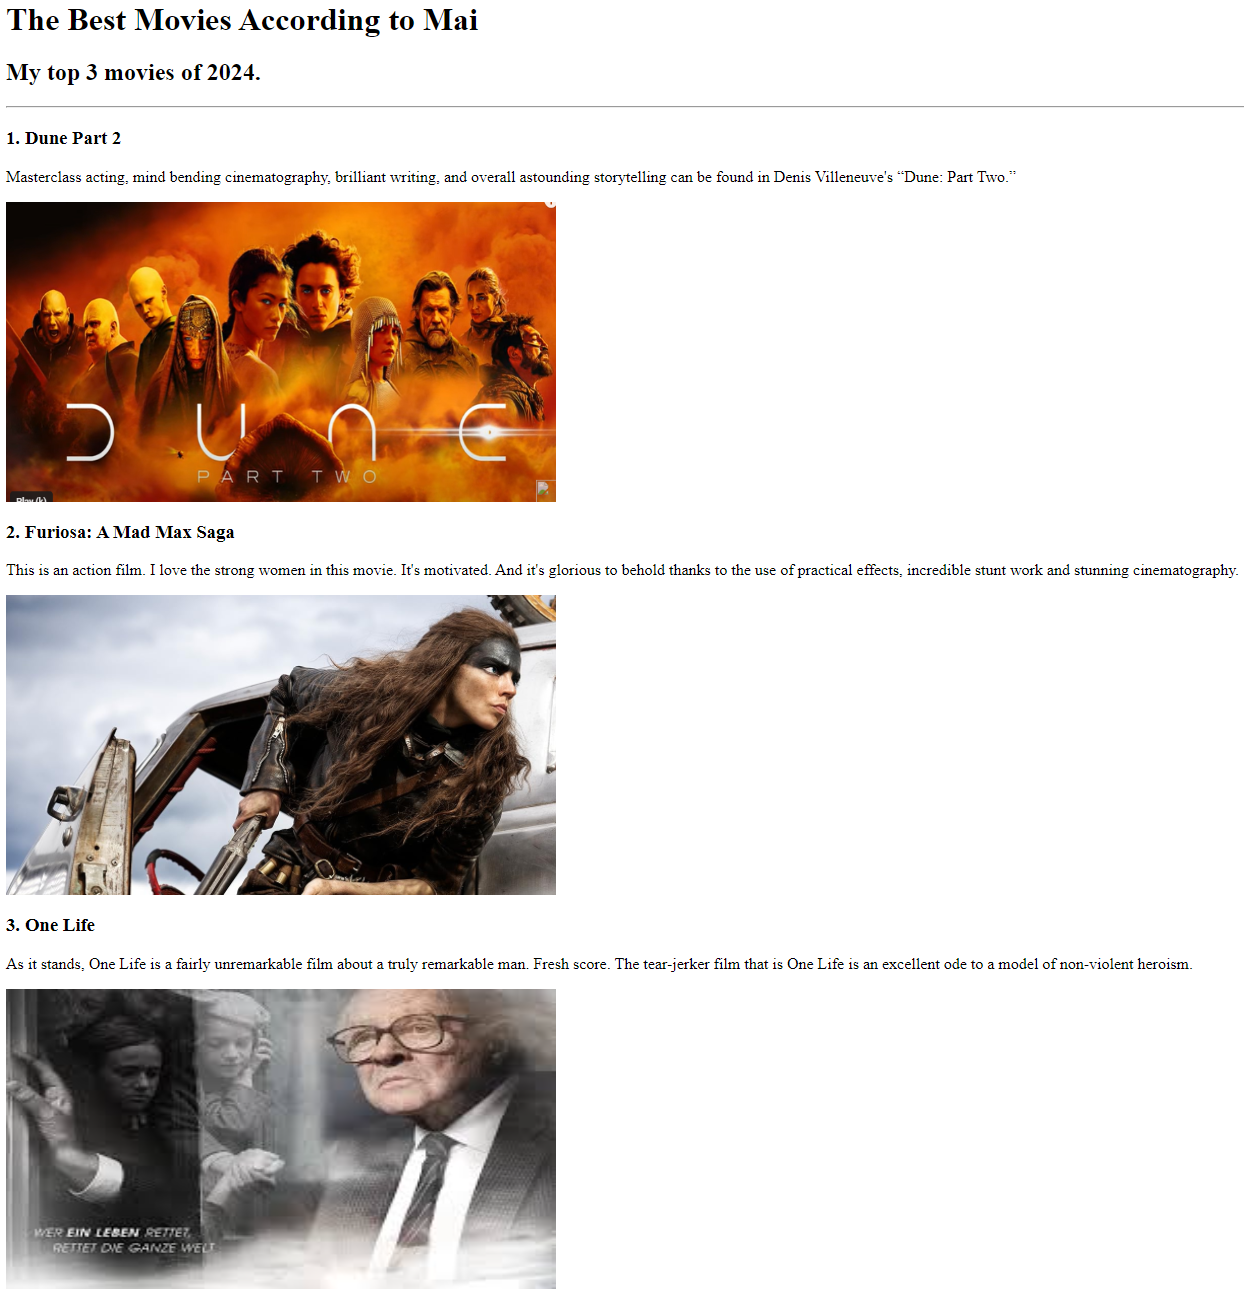 The Best Movies According to Mai
My top 3 movies of 2024.
1. Dune Part 2
Masterclass acting, mind bending cinematography, brilliant writing, and overall astounding storytelling can be found in Denis Villeneuve's “Dune: Part Two.”
DUNE
PART TWO
Play (k)
2. Furiosa: A Mad Max Saga
This is an action film. I love the strong women in this movie. It's motivated. And it's glorious to behold thanks to the use of practical effects, incredible stunt work and stunning cinematography.
3. One Life
As it stands, One Life is a fairly unremarkable film about a truly remarkable man. Fresh score. The tear-jerker film that is One Life is an excellent ode to a model of non-violent heroism.
WER EIN LEBEN RETTET,
RETTET DIE GANZE WELT